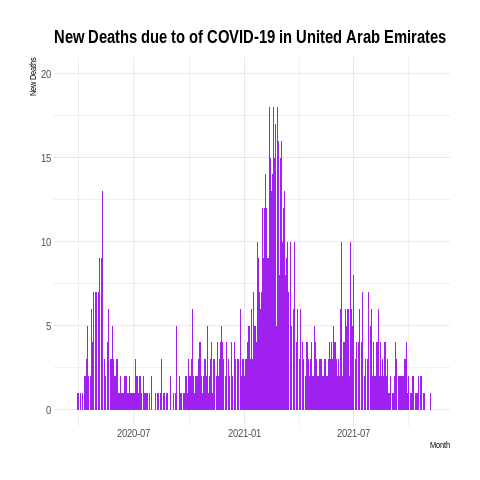 New Deaths due to of COVID-19 in United Arab Emirates
New Deaths
20
15
10
5
0
2020-07
2021-01
2021-07
Month